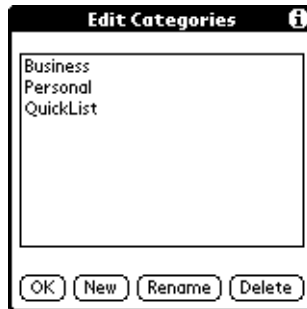 Edit Categories i
Business
Personal
QuickList
OK New Rename Delete